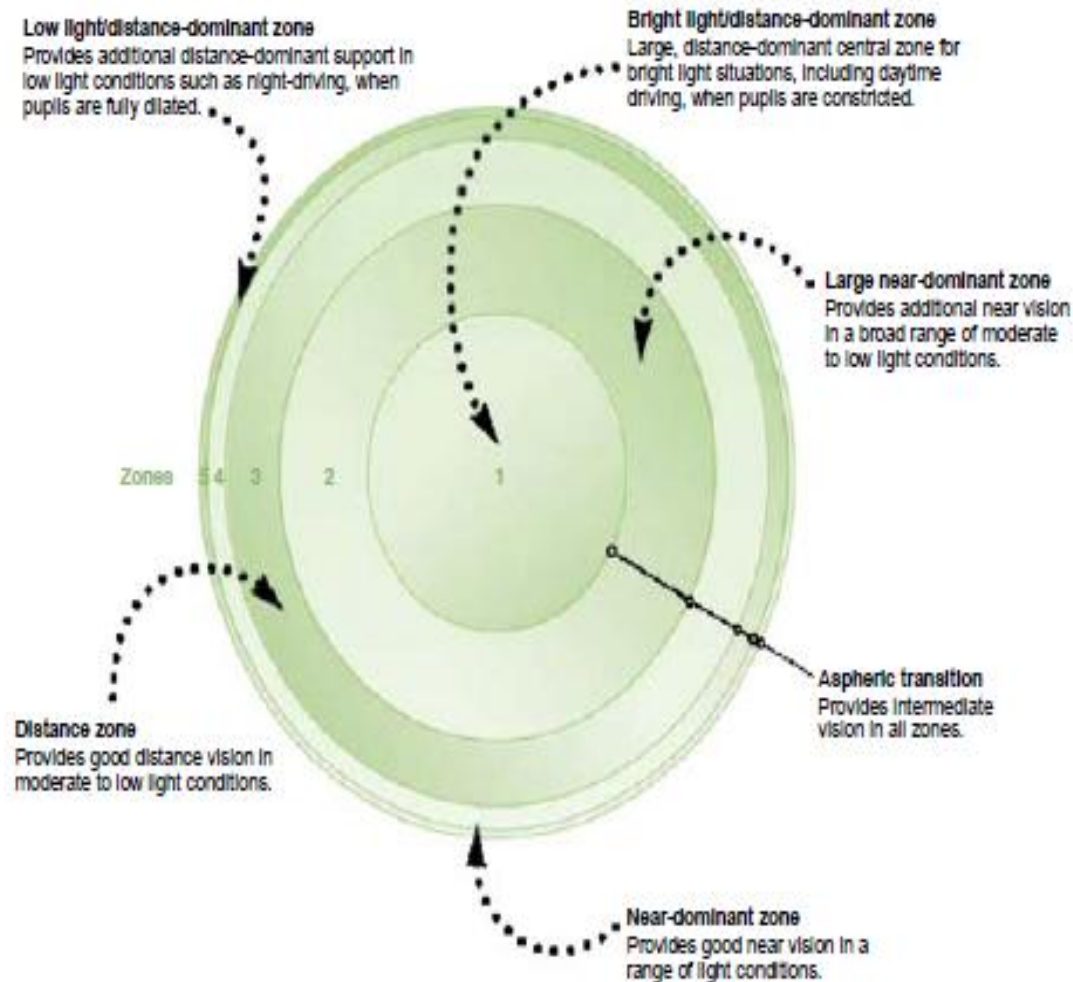 Low light/distance-dominant zone
Provides additional distance-dominant support in
low light conditions such as night-driving, when
pupils are fully dilated.
Bright light/distance-dominant zone
Large, distance-dominant central zone for
bright light situations, including daytime
driving, when pupils are constricted.
Large near-dominant zone
Provides additional near vision
in a broad range of moderate
to low light conditions.
Zones 5 4 3 2 1
Aspheric transition
Provides intermediate
vision in all zones.
Distance zone
Provides good distance vision in
moderate to low light conditions.
Near-dominant zone
Provides good near vision in a
range of light conditions.